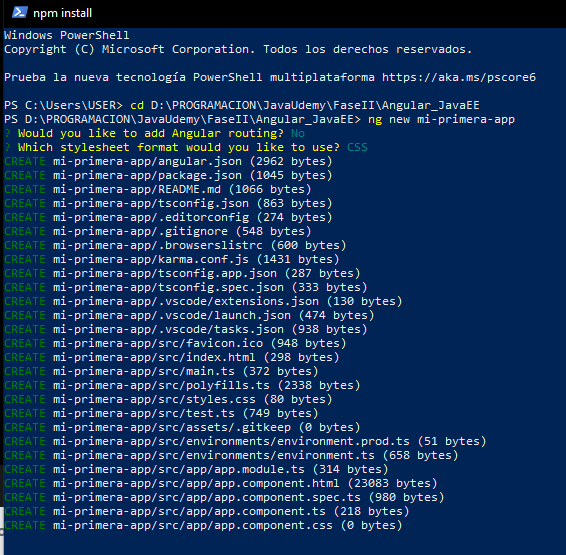 npm install
Windows PowerShell
Copyright (C) Microsoft Corporation. Todos los derechos reservados.
Prueba la nueva tecnología PowerShell multiplataforma https://aka.ms/pscore6
PS C:\Users\USER> cd D:\PROGRAMACION\JavaUdemy\FaseII\Angular_JavaEE
PS D:\PROGRAMACION\JavaUdemy\FaseII\Angular_JavaEE> ng new mi-primera-app
? Would you like to add Angular routing? No
? Which stylesheet format would you like to use? CSS
CREATE mi-primera-app/angular.json (2962 bytes)
CREATE mi-primera-app/package.json (1045 bytes)
CREATE mi-primera-app/README.md (1066 bytes)
CREATE mi-primera-app/tsconfig.json (863 bytes)
CREATE mi-primera-app/.editorconfig (274 bytes)
CREATE mi-primera-app/.gitignore (548 bytes)
CREATE mi-primera-app/.browserslistrc (600 bytes)
CREATE mi-primera-app/karma.conf.js (1431 bytes)
CREATE mi-primera-app/tsconfig.app.json (287 bytes)
CREATE mi-primera-app/tsconfig.spec.json (333 bytes)
CREATE mi-primera-app/.vscode/extensions.json (130 bytes)
CREATE mi-primera-app/.vscode/launch.json (474 bytes)
CREATE mi-primera-app/.vscode/tasks.json (938 bytes)
CREATE mi-primera-app/src/favicon.ico (948 bytes)
CREATE mi-primera-app/src/index.html (298 bytes)
CREATE mi-primera-app/src/main.ts (372 bytes)
CREATE mi-primera-app/src/polyfills.ts (2338 bytes)
CREATE mi-primera-app/src/styles.css (80 bytes)
CREATE mi-primera-app/src/test.ts (749 bytes)
CREATE mi-primera-app/src/assets/.gitkeep (0 bytes)
CREATE mi-primera-app/src/environments/environment.prod.ts (51 bytes)
CREATE mi-primera-app/src/environments/environment.ts (658 bytes)
CREATE mi-primera-app/src/app/app.module.ts (314 bytes)
CREATE mi-primera-app/src/app/app.component.html (23083 bytes)
CREATE mi-primera-app/src/app/app.component.spec.ts (980 bytes)
CREATE mi-primera-app/src/app/app.component.ts (218 bytes)
CREATE mi-primera-app/src/app/app.component.css (0 bytes)